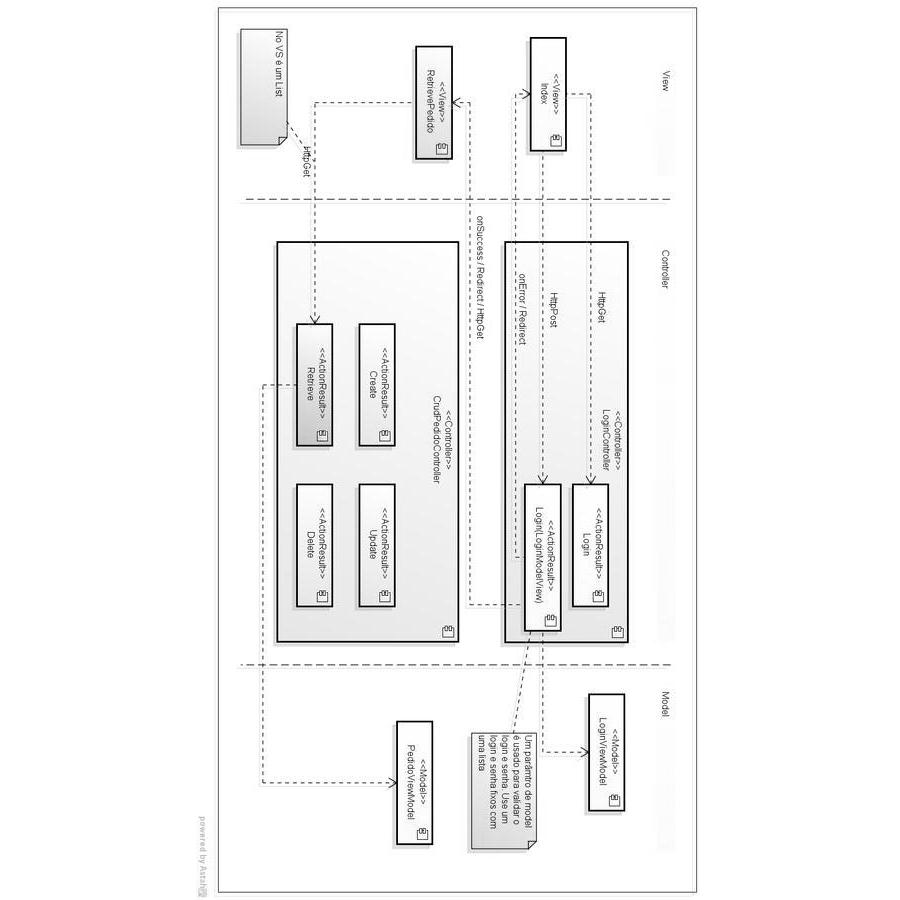 View
Controller
Model
<<View>>
Index
<<View>>
RetrievePedido
No VS é um List
HttpGet
HttpGet
HttpPost
onError / Redirect
onSuccess / Redirect / HttpGet
<<Controller>>
LoginController
<<ActionResult>>
Login
<<ActionResult>>
Login(LoginModelView)
<<Controller>>
CrudPedidoController
<<ActionResult>>
Create
<<ActionResult>>
Update
<<ActionResult>>
Retrieve
<<ActionResult>>
Delete
<<Model>>
LoginViewModel
Um parâmtro de model
é usado para validar o
login e senha. Use um
login e senha fixos com
uma lista
<<Model>>
PedidoViewModel
powered by Astah